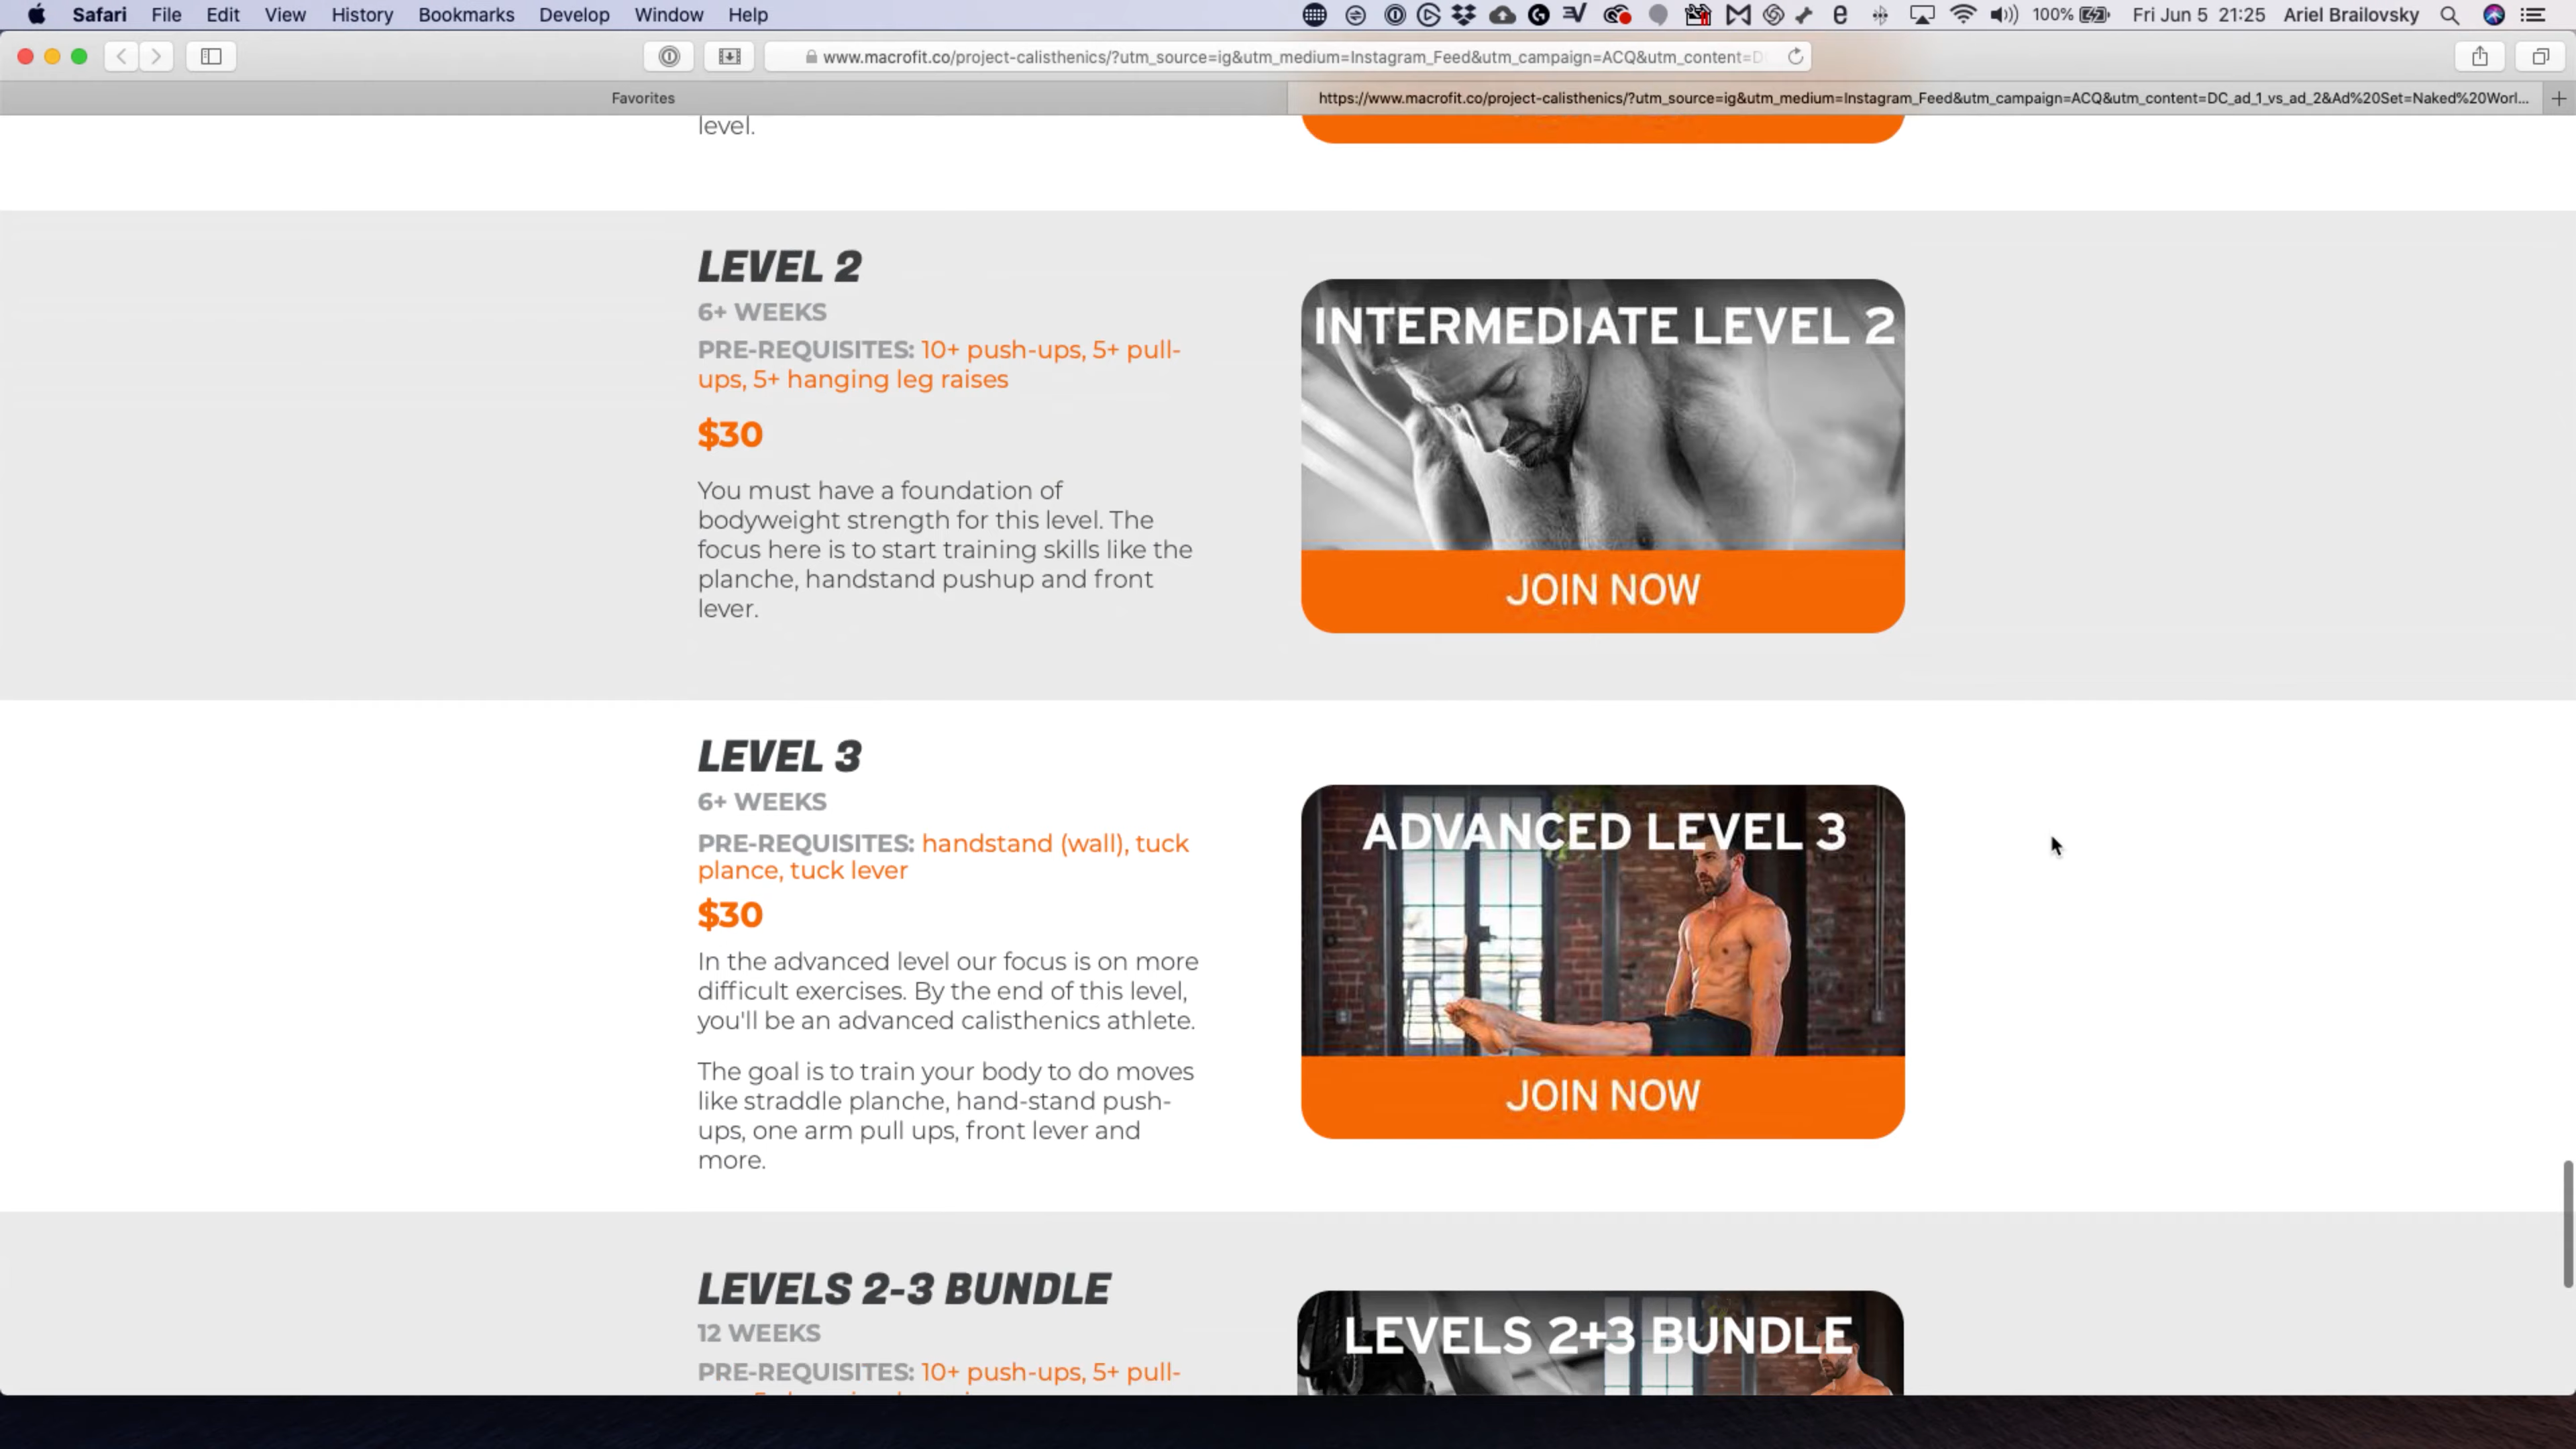 Safari File Edit View History Bookmarks Develop Window Help 100% Fri Jun 5 21:25 Ariel Brailovsky
www.macrofit.co/project-calisthenics/?utm_source=ig&utm_medium=Instagram_Feed&utm_campaign=ACQ&utm_content=D
Favorites
https://www.macrofit.co/project-calisthenics/?utm_source=ig&utm_medium=Instagram_Feed&utm_campaign=ACQ&utm_content=DC_ad_1_vs_ad_2&Ad%20Set=Naked%20Worl...
level.
LEVEL 2
6+ WEEKS
PRE-REQUISITES: 10+ push-ups, 5+ pull-
ups, 5+ hanging leg raises
$30
You must have a foundation of
bodyweight strength for this level. The
focus here is to start training skills like the
planche, handstand pushup and front
lever.
INTERMEDIATE LEVEL 2
JOIN NOW
LEVEL 3
6+ WEEKS
PRE-REQUISITES: handstand (wall), tuck
plance, tuck lever
$30
In the advanced level our focus is on more
difficult exercises. By the end of this level,
you'll be an advanced calisthenics athlete.
The goal is to train your body to do moves
like straddle planche, hand-stand push-
ups, one arm pull ups, front lever and
more.
ADVANCED LEVEL 3
JOIN NOW
LEVELS 2-3 BUNDLE
12 WEEKS
PRE-REQUISITES: 10+ push-ups, 5+ pull-
LEVELS 2+3 BUNDLE